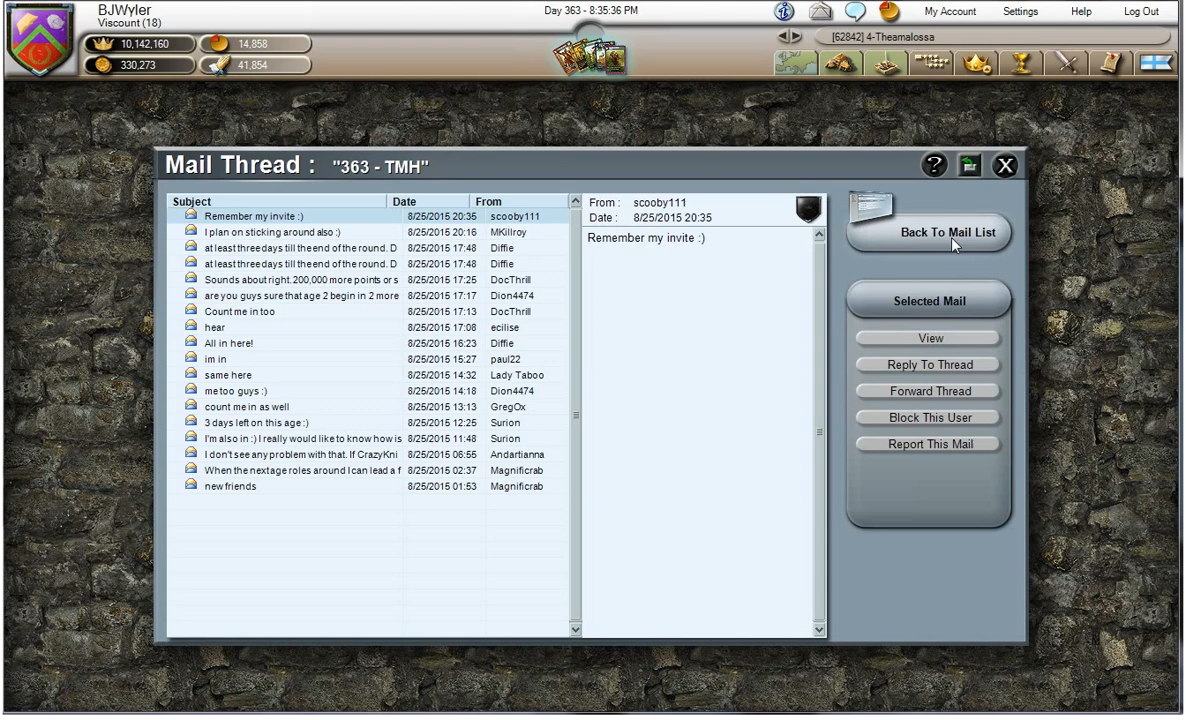 BJWyler
Viscount (18)
10,142,160
14,858
330,273
41,854
Day 363 - 8:35:36 PM
My Account
Settings
Help
Log Out
[62842] 4-Theamalossa
Mail Thread : "363 - TMH"
Subject Date From
Remember my invite :) 8/25/2015 20:35 scooby111
I plan on sticking around also :) 8/25/2015 20:16 MKillroy
at least three days till the end of the round. D 8/25/2015 17:48 Diffie
at least three days till the end of the round. D 8/25/2015 17:48 Diffie
Sounds about right. 200,000 more points or s 8/25/2015 17:25 DocThrill
are you guys sure that age 2 begin in 2 more 8/25/2015 17:17 Dion4474
Count me in too 8/25/2015 17:13 DocThrill
hear 8/25/2015 17:08 ecilise
All in here! 8/25/2015 16:23 Diffie
im in 8/25/2015 15:27 paul22
same here 8/25/2015 14:32 Lady Taboo
me too guys :) 8/25/2015 14:18 Dion4474
count me in as well 8/25/2015 13:13 GregOx
3 days left on this age :) 8/25/2015 12:25 Surion
I'm also in :) I really would like to know how is 8/25/2015 11:48 Surion
I don't see any problem with that. If CrazyKni 8/25/2015 06:55 Andartianna
When the next age roles around I can lead a f 8/25/2015 02:37 Magnificrab
new friends 8/25/2015 01:53 Magnificrab
From : scooby111
Date : 8/25/2015 20:35
Remember my invite :)
Back To Mail List
Selected Mail
View
Reply To Thread
Forward Thread
Block This User
Report This Mail